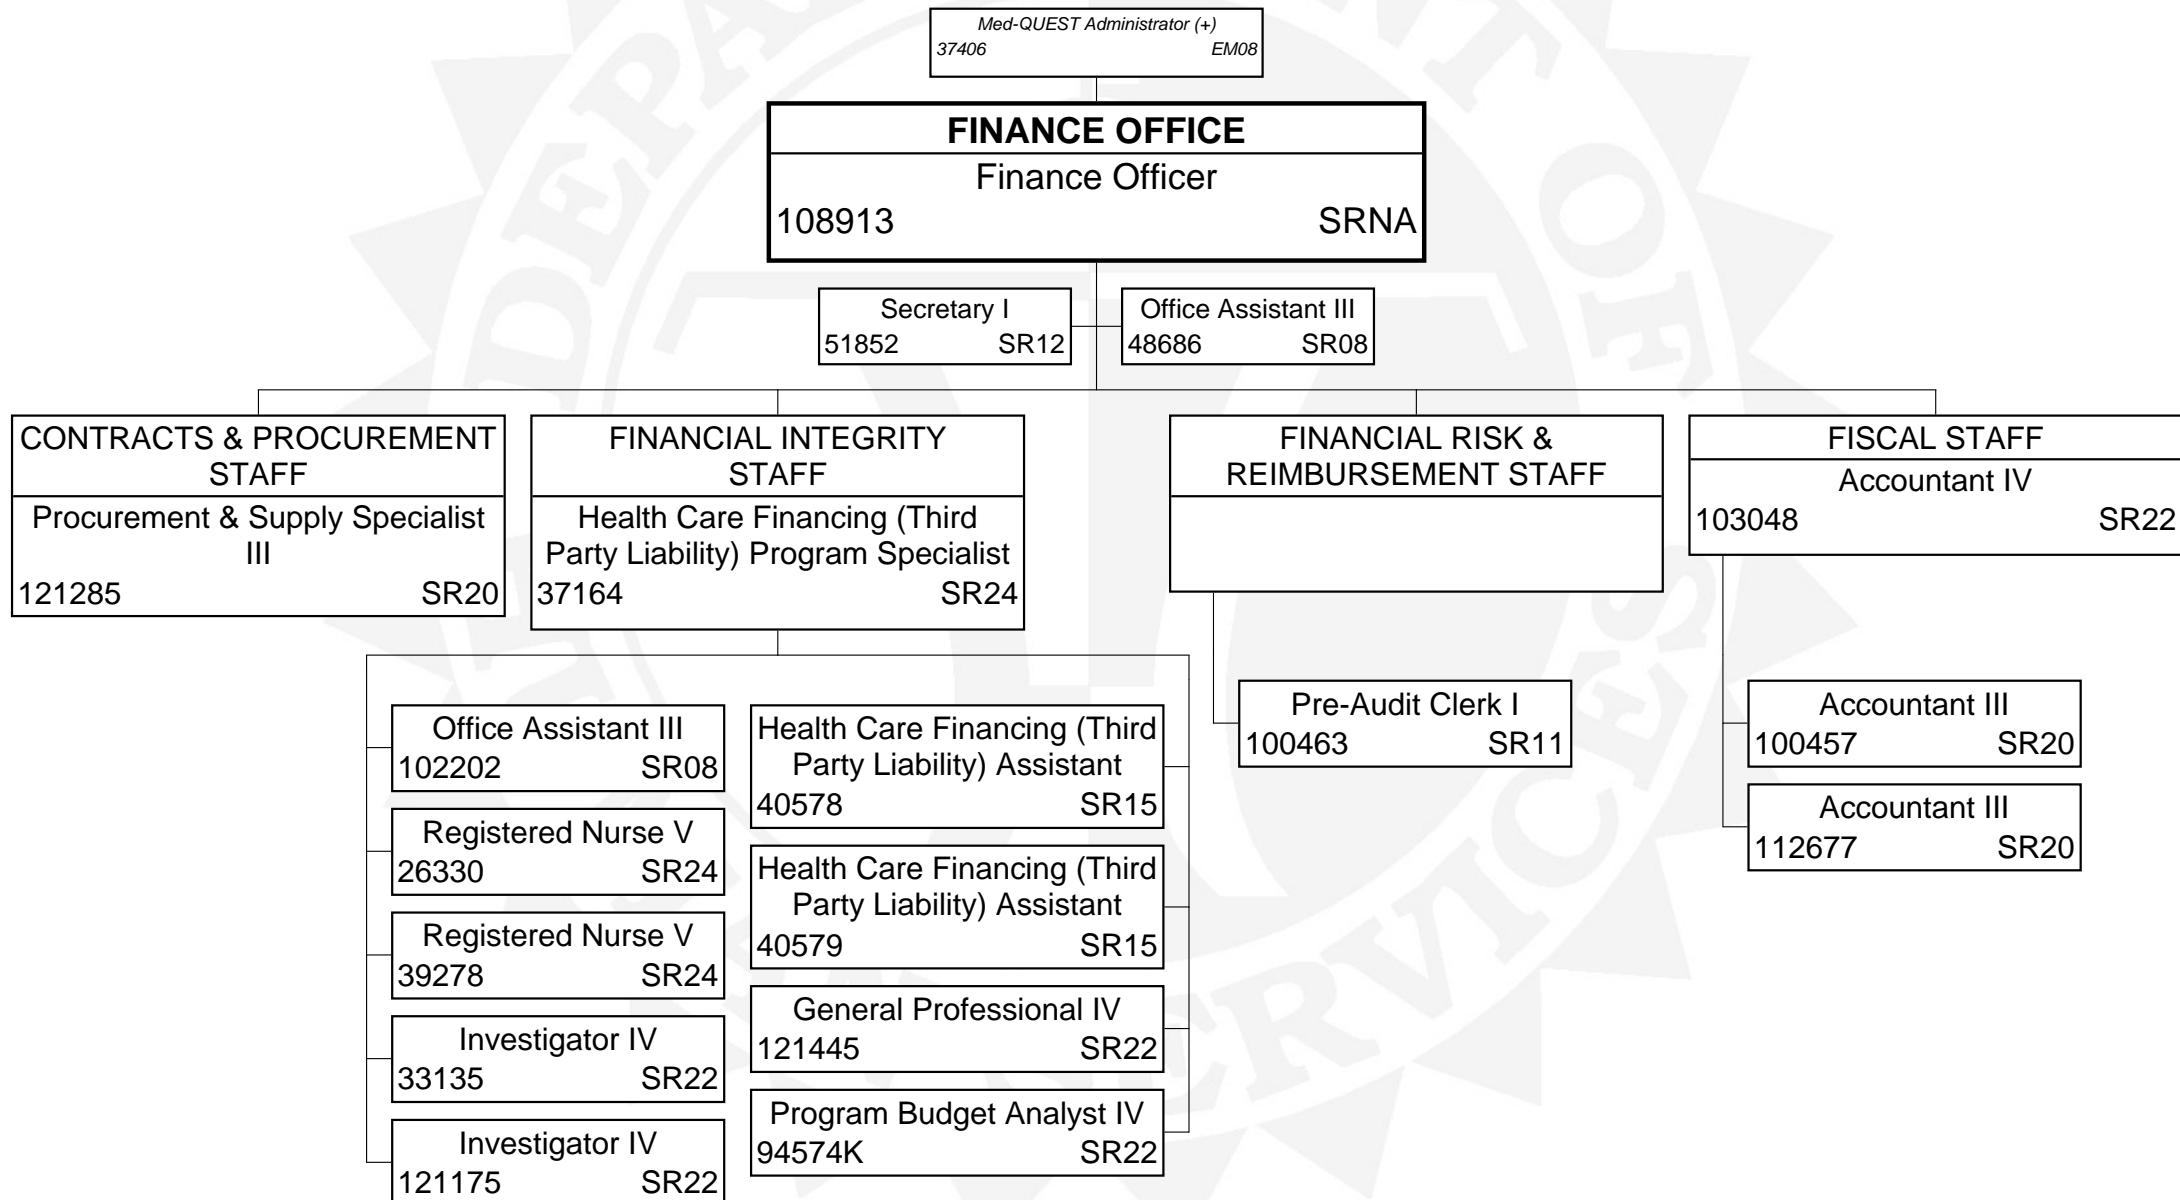 Med-QUEST Administrator (+)
37406 EM08
FINANCE OFFICE
Finance Officer
108913 SRNA
Secretary I
51852 SR12
Office Assistant III
48686 SR08
CONTRACTS & PROCUREMENT
STAFF
Procurement & Supply Specialist
III
121285 SR20
FINANCIAL INTEGRITY
STAFF
Health Care Financing (Third
Party Liability) Program Specialist
37164 SR24
FINANCIAL RISK &
REIMBURSEMENT STAFF
FISCAL STAFF
Accountant IV
103048 SR22
Office Assistant III
102202 SR08
Registered Nurse V
26330 SR24
Registered Nurse V
39278 SR24
Investigator IV
33135 SR22
Investigator IV
121175 SR22
Health Care Financing (Third
Party Liability) Assistant
40578 SR15
Health Care Financing (Third
Party Liability) Assistant
40579 SR15
General Professional IV
121445 SR22
Program Budget Analyst IV
94574K SR22
Pre-Audit Clerk I
100463 SR11
Accountant III
100457 SR20
Accountant III
112677 SR20
OF
SERVICES